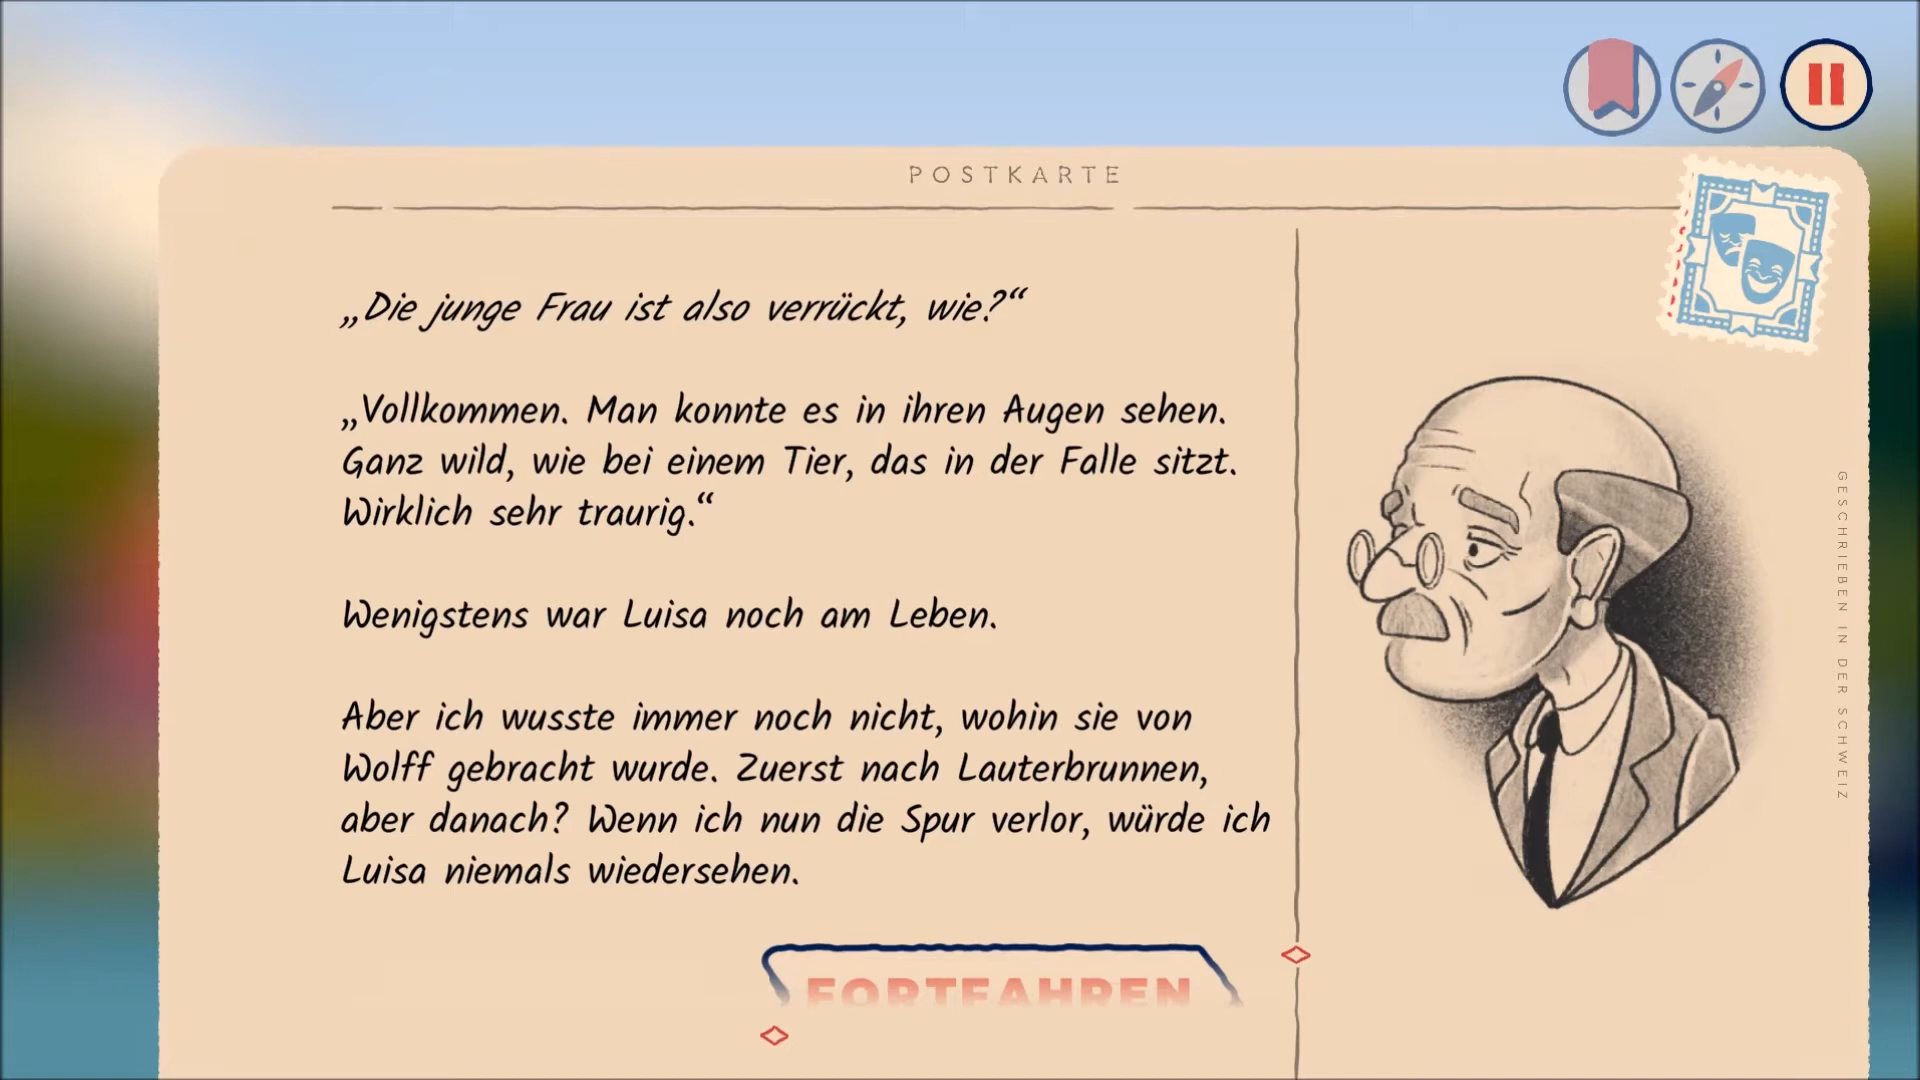 POSTKARTE
„Die junge Frau ist also verrückt, wie?“
„Vollkommen. Man konnte es in ihren Augen sehen.
Ganz wild, wie bei einem Tier, das in der Falle sitzt.
Wirklich sehr traurig.“
Wenigstens war Luisa noch am Leben.
Aber ich wusste immer noch nicht, wohin sie von
Wolff gebracht wurde. Zuerst nach Lauterbrunnen,
aber danach? Wenn ich nun die Spur verlor, würde ich
Luisa niemals wiedersehen.
FORTFAHREN
GESCHRIEBEN IN DER SCHWEIZ